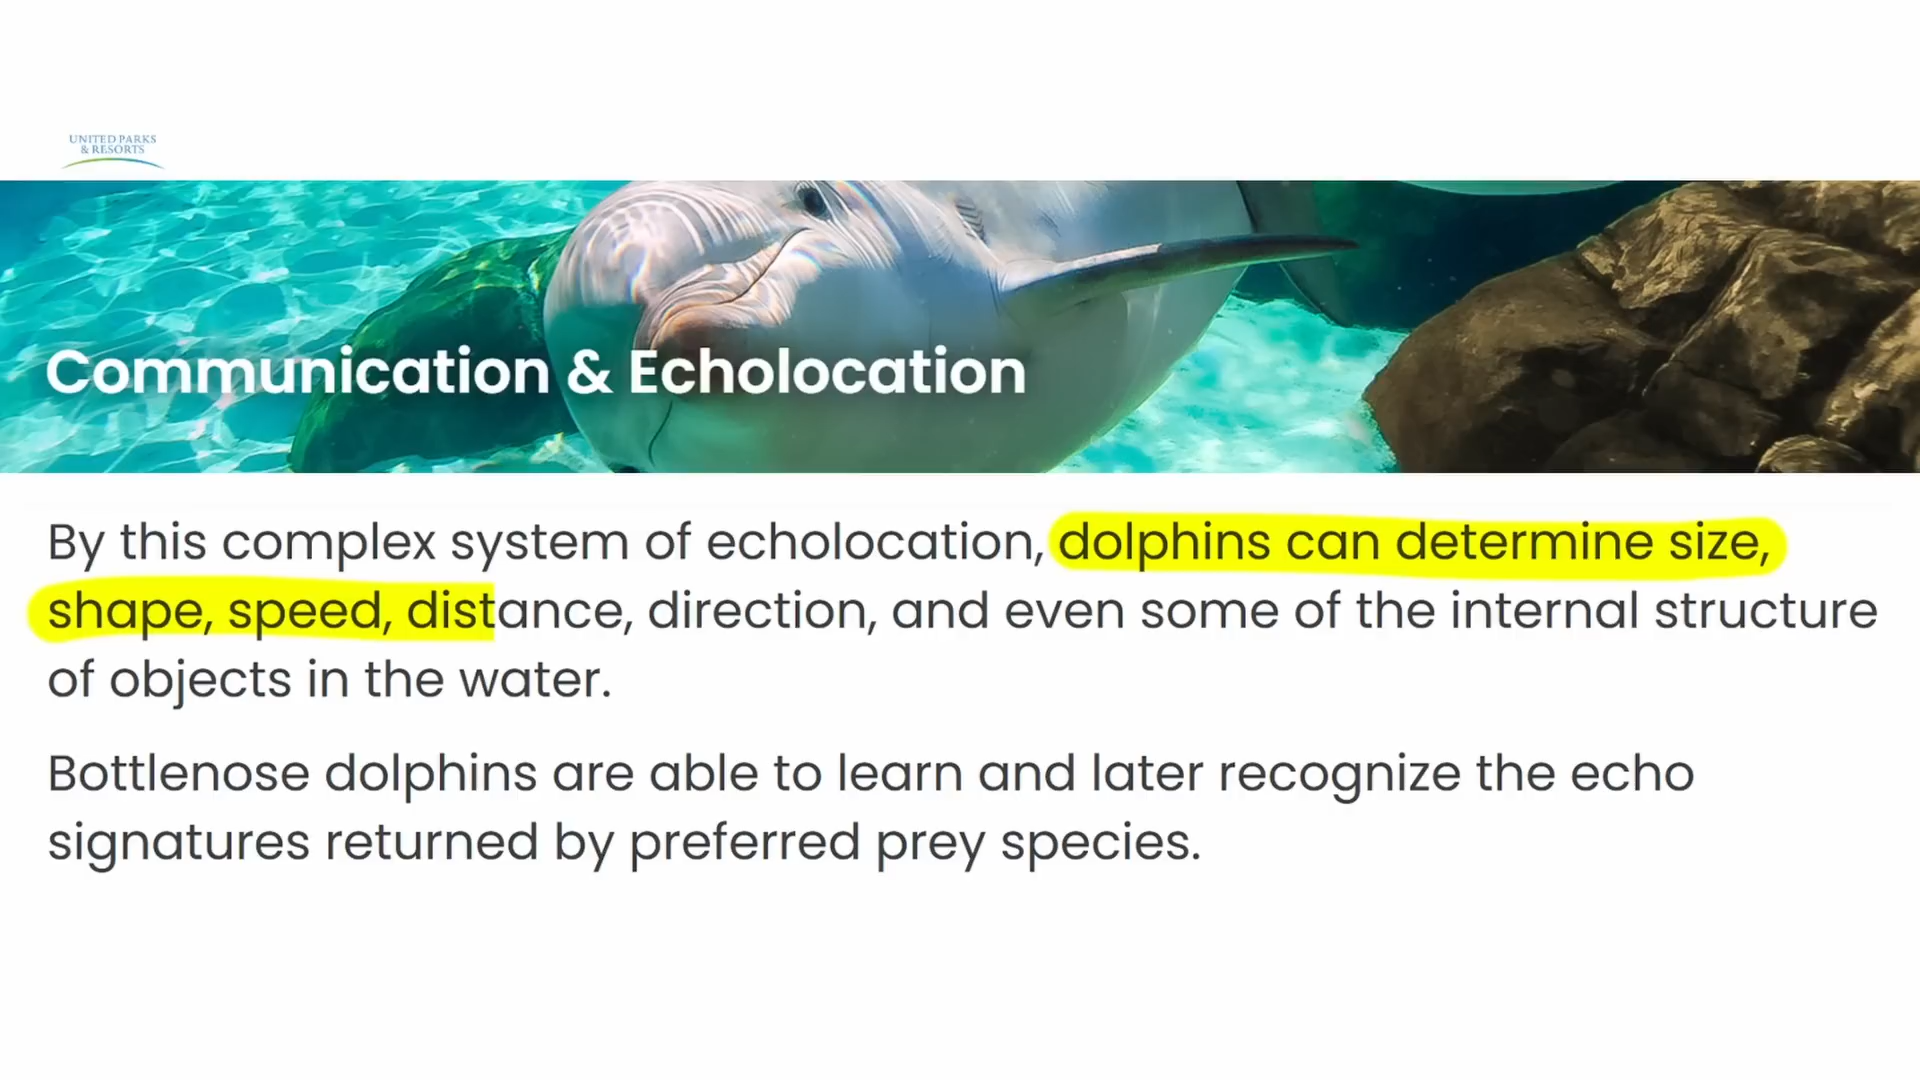 UNITED PARKS
& RESORTS
Communication & Echolocation
By this complex system of echolocation, dolphins can determine size,
shape, speed, distance, direction, and even some of the internal structure
of objects in the water.
Bottlenose dolphins are able to learn and later recognize the echo
signatures returned by preferred prey species.